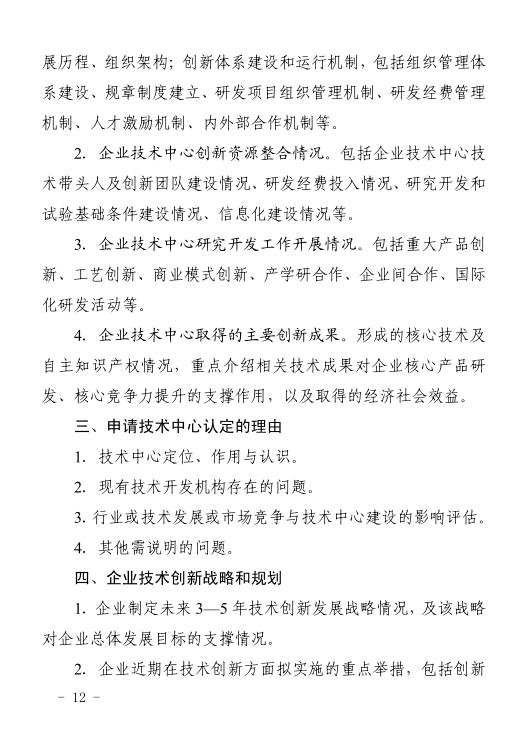 展历程、组织架构；创新体系建设和运行机制，包括组织管理体
系建设、规章制度建立、研发项目组织管理机制、研发经费管理
机制、人才激励机制、内外部合作机制等。
2. 企业技术中心创新资源整合情况。包括企业技术中心技
术带头人及创新团队建设情况、研发经费投入情况、研究开发和
试验基础条件建设情况、信息化建设情况等。
3. 企业技术中心研究开发工作开展情况。包括重大产品创
新、工艺创新、商业模式创新、产学研合作、企业间合作、国际
化研发活动等。
4. 企业技术中心取得的主要创新成果。形成的核心技术及
自主知识产权情况，重点介绍相关技术成果对企业核心产品研
发、核心竞争力提升的支撑作用，以及取得的经济社会效益。
三、申请技术中心认定的理由
1. 技术中心定位、作用与认识。
2. 现有技术开发机构存在的问题。
3. 行业或技术发展或市场竞争与技术中心建设的影响评估。
4. 其他需说明的问题。
四、企业技术创新战略和规划
1. 企业制定未来 3—5 年技术创新发展战略情况，及该战略
对企业总体发展目标的支撑情况。
2. 企业近期在技术创新方面拟实施的重点举措，包括创新
- 12 -